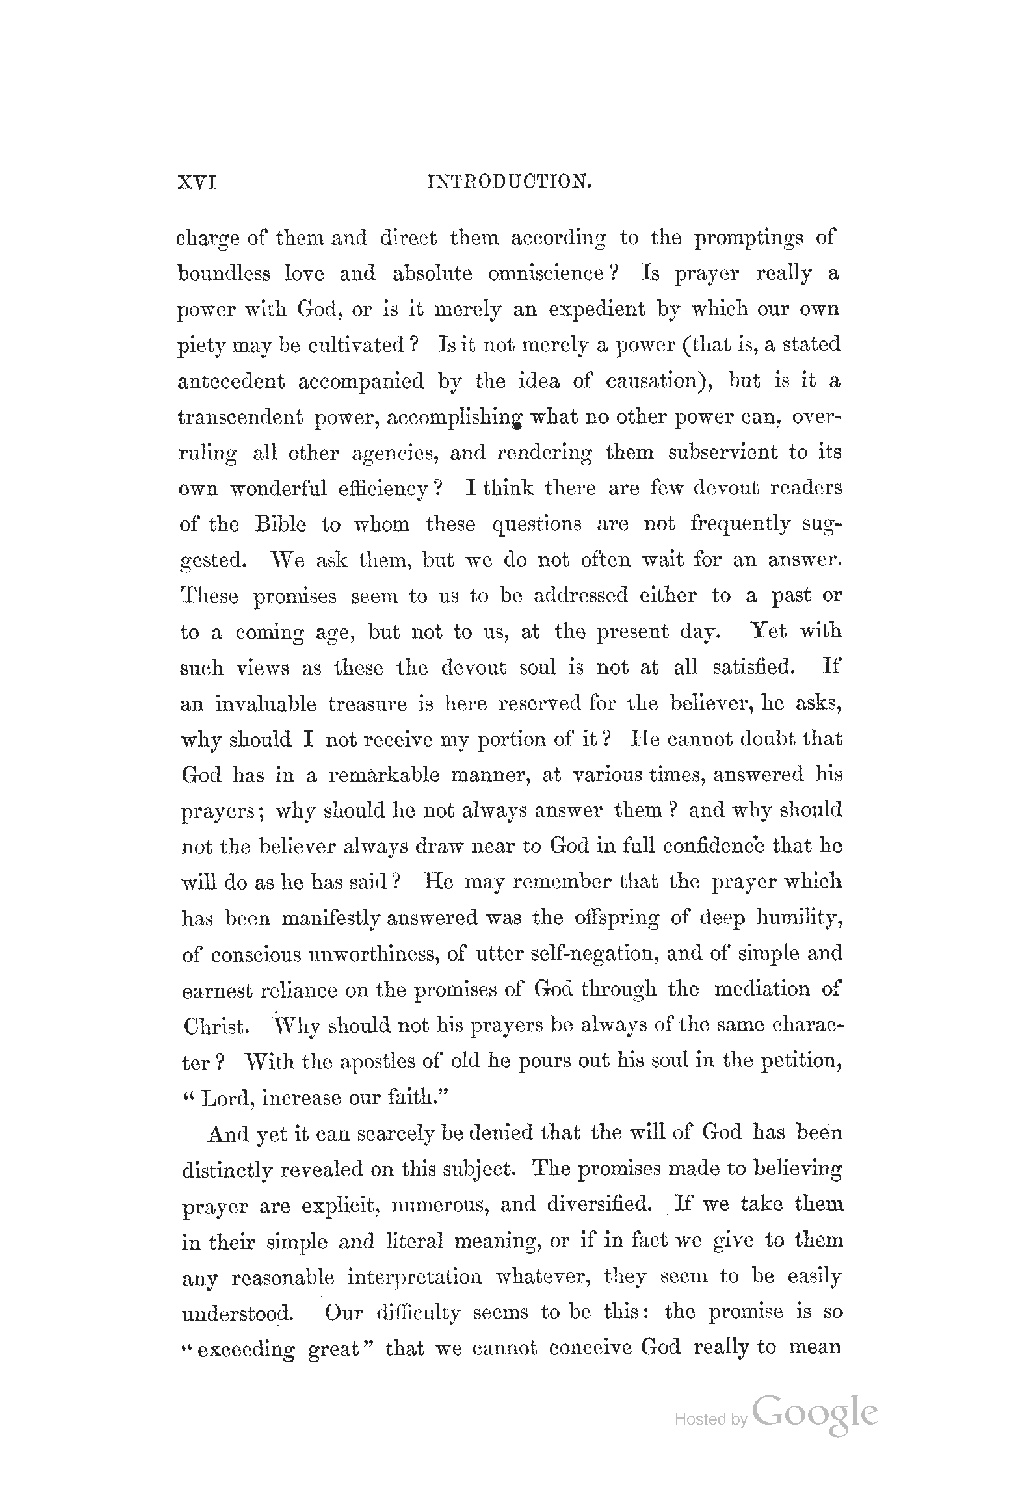 XVI INTRODUCTION.
charge of them and direct them according to the promptings of
boundless love and absolute omniscience? Is prayer really a
power with God, or is it merely an expedient by which our own
piety may be cultivated? Is it not merely a power (that is, a stated
antecedent accompanied by the idea of causation), but is it a
transcendent power, accomplishing what no other power can, over-
ruling all other agencies, and rendering them subservient to its
own wonderful efficiency? I think there are few devout readers
of the Bible to whom these questions are not frequently sug-
gested. We ask them, but we do not often wait for an answer.
These promises seem to us to be addressed either to a past or
to a coming age, but not to us, at the present day. Yet with
such views as these the devout soul is not at all satisfied. If
an invaluable treasure is here reserved for the believer, he asks,
why should I not receive my portion of it? He cannot doubt that
God has in a remarkable manner, at various times, answered his
prayers; why should he not always answer them? and why should
not the believer always draw near to God in full confidence that he
will do as he has said? He may remember that the prayer which
has been manifestly answered was the offspring of deep humility,
of conscious unworthiness, of utter self-negation, and of simple and
earnest reliance on the promises of God through the mediation of
Christ. Why should not his prayers be always of the same charac-
ter? With the apostles of old he pours out his soul in the petition,
“Lord, increase our faith.”
And yet it can scarcely be denied that the will of God has been
distinctly revealed on this subject. The promises made to believing
prayer are explicit, numerous, and diversified. If we take them
in their simple and literal meaning, or if in fact we give to them
any reasonable interpretation whatever, they seem to be easily
understood. Our difficulty seems to be this: the promise is so
“exceeding great” that we cannot conceive God really to mean
Hosted by Google